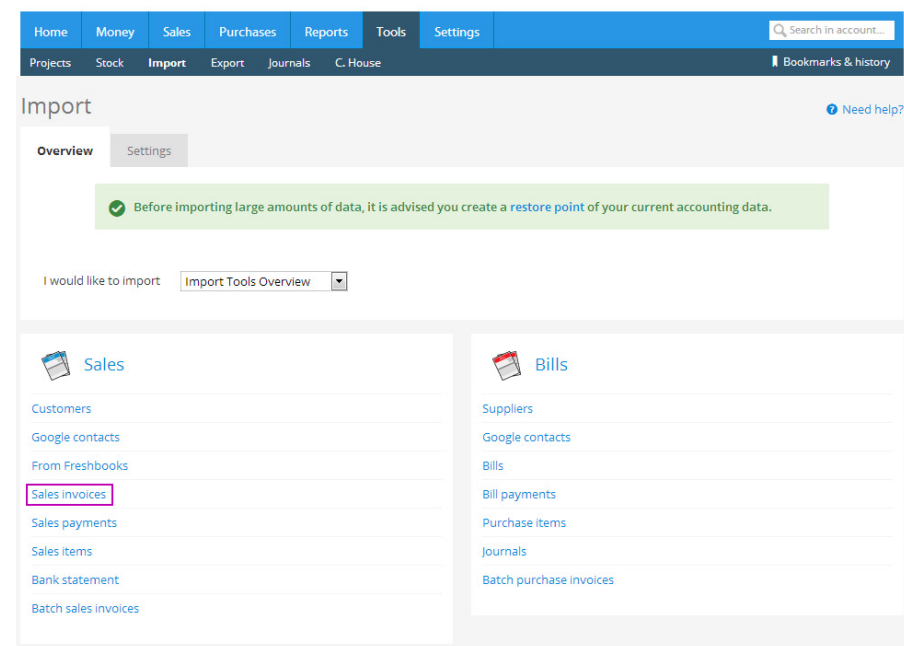 Home Money Sales Purchases Reports Tools Settings Search in account...
Projects Stock Import Export Journals C. House Bookmarks & history
Import
Need help?
Overview Settings
Before importing large amounts of data, it is advised you create a restore point of your current accounting data.
I would like to import Import Tools Overview
Sales
Customers
Google contacts
From Freshbooks
Sales invoices
Sales payments
Sales items
Bank statement
Batch sales invoices
Bills
Suppliers
Google contacts
Bills
Bill payments
Purchase items
Journals
Batch purchase invoices